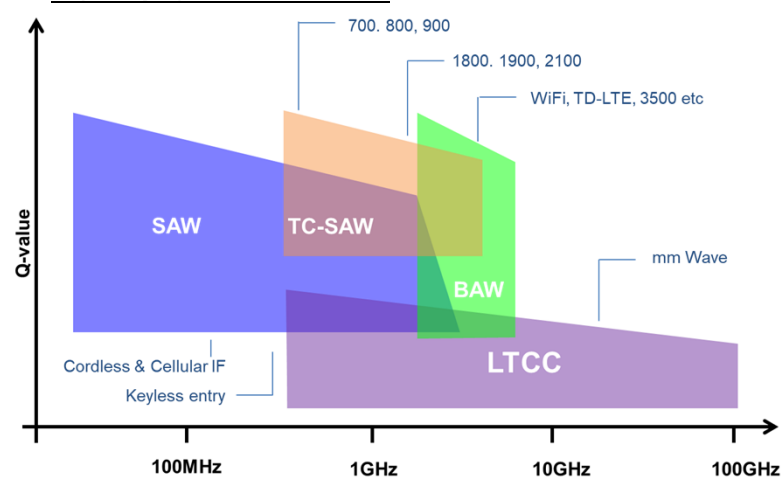 700. 800, 900
1800. 1900, 2100
WiFi, TD-LTE, 3500 etc
Q-value
SAW
TC-SAW
BAW
mm Wave
LTCC
Cordless & Cellular IF
Keyless entry
100MHz
1GHz
10GHz
100GHz